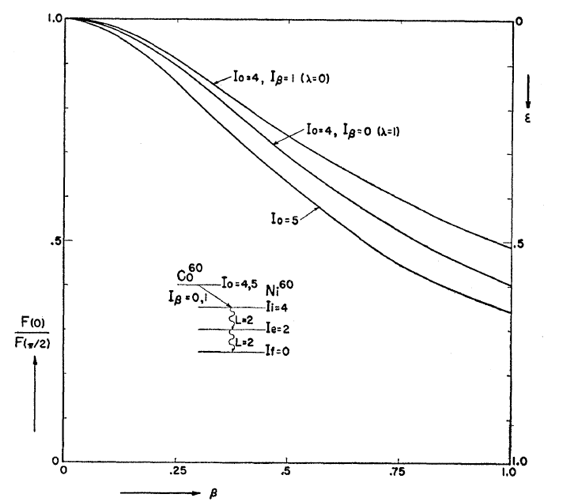 1.0
0
I₀=4, Iβ=1 (λ=0)
ε
I₀=4, Iβ=0 (λ=1)
I₀=5
.5
.5
Co⁶⁰
I₀=4,5
Ni⁶⁰
Iβ=0,1
Ii=4
L=2
Ie=2
L=2
If=0
F(0)
F(π/2)
0
1.0
0
.25
.5
.75
1.0
β